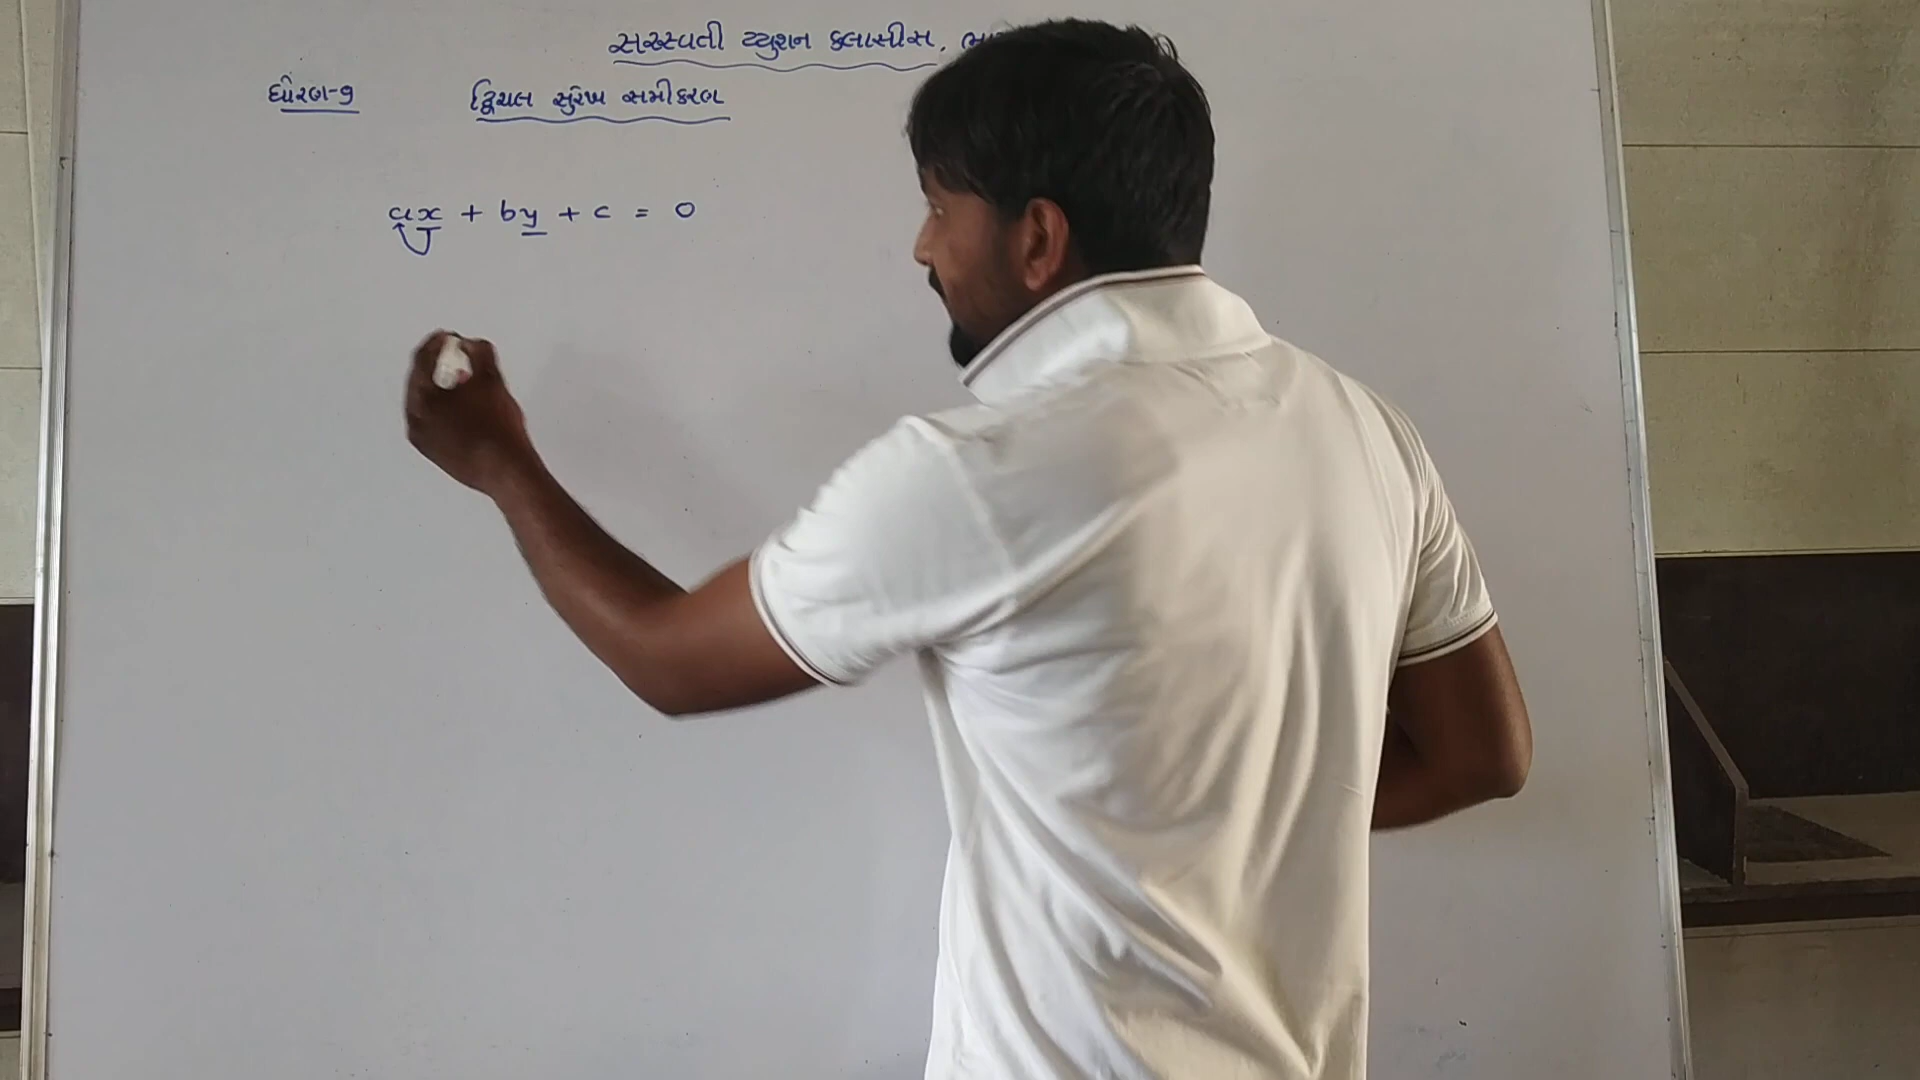 સરસ્વતી ટ્યુશન ક્લાસીસ,
ધોરણ-9 દ્વિચલ સુરેખ સમીકરણ
ax + by + c = 0